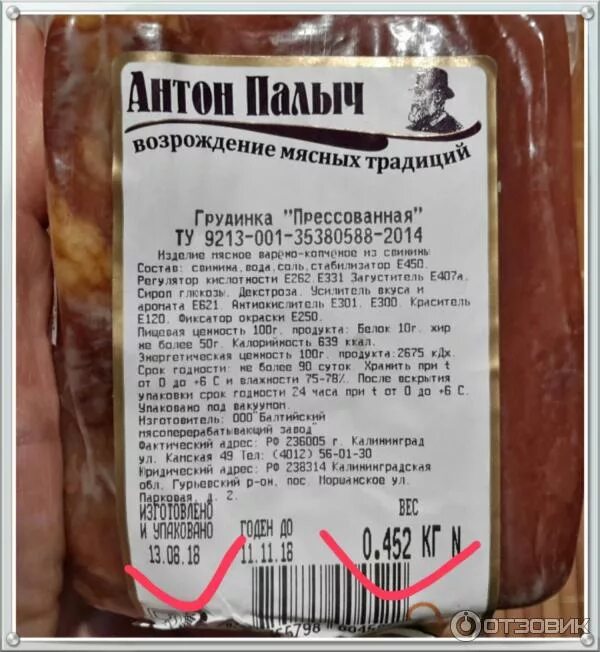 Антон Палыч
возрождение мясных традиций
Грудинка "Прессованная"
ТУ 9213-001-35380588-2014
Изделие мясное варено-копченое из свинины
Состав: свинина, вода, соль, стабилизатор Е450.
Регулятор кислотности Е262 Е331 Загуститель Е407а.
Сироп глюкозы. Декстроза. Усилитель вкуса и
аромата Е621. Антиокислитель Е301. Е300. Краситель
Е120. Фиксатор окраски Е250.
Пищевая ценность 100г. продукта: Белок 10г. жир
не более 50г. Калорийность 639 ккал.
Энергетическая ценность 100г. продукта:2675 кДж.
Срок годности: не более 90 суток. Хранить при t
от 0 до +6 С и влажности 75-78%. После вскрытия
упаковки срок годности 24 часа при t от 0 до +6 С.
Упаковано под вакуумом.
Изготовитель: ООО"Балтийский
мясоперерабатывающий завод"
Фактический адрес: РФ 236005 г. Калининград
ул. Камская 49 Тел: (4012) 56-01-30
Юридический адрес: РФ 238314 Калининградская
обл. Гурьевский р-он, пос. Моршанское ул.
Парковая д. 2.
ИЗГОТОВЛЕНО
И УПАКОВАНО ГОДЕН ДО ВЕС
13.08.18 11.11.18 0.452 КГ N
ОТЗОВИК